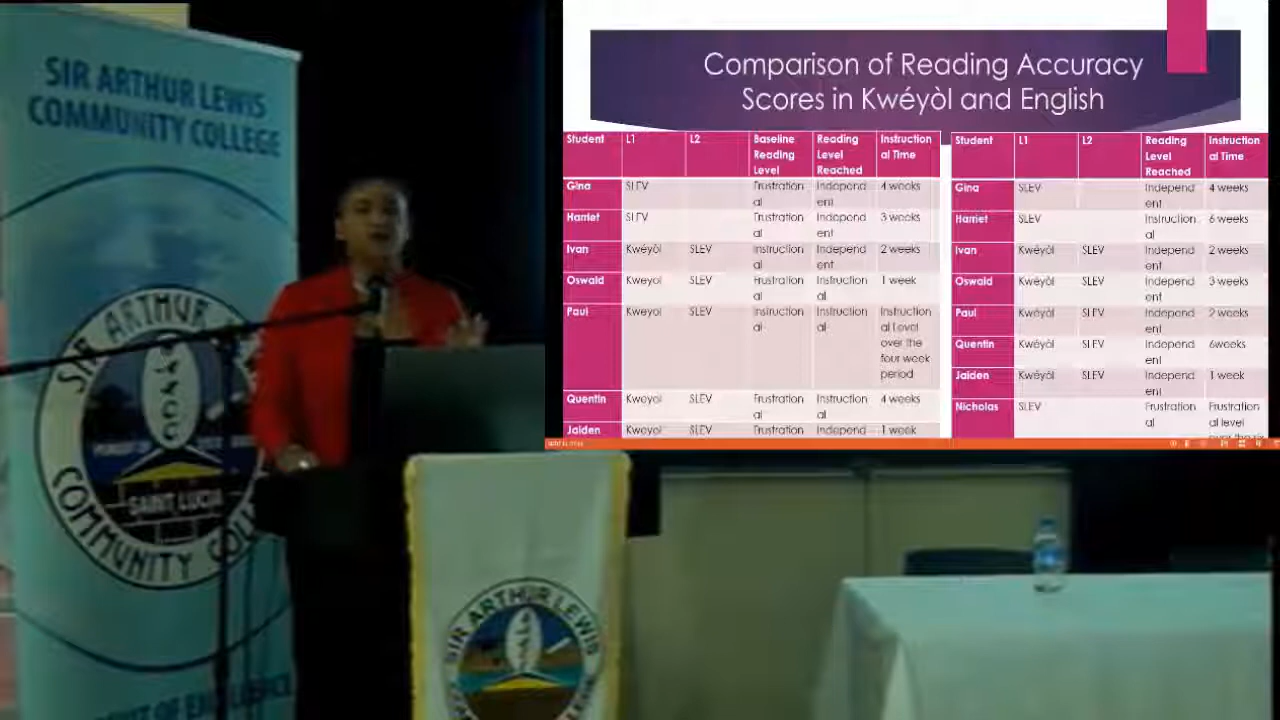 SIR ARTHUR LEWIS
COMMUNITY COLLEGE
SIR ARTHUR
COMMUNITY
SAINT LUCIA
SIR ARTHUR LEWIS
Comparison of Reading Accuracy
Scores in Kwéyòl and English
Student L1 L2 Baseline Reading Level Reading Level Reached Instruction al Time
Gina SLEV Frustration al Independ ent 4 weeks
Harriet SLEV Frustration al Independ ent 3 weeks
Ivan Kwéyòl SLEV Instruction al Independ ent 2 weeks
Oswald Kweyol SLEV Frustration al Instruction al 1 week
Paul Kweyol SLEV Instruction al Instruction al Instruction al Level over the four week period
Quentin Kweyol SLEV Frustration al Instruction al 4 weeks
Jaiden Kweyol SLEV Frustration Independ 1 week
Student L1 L2 Reading Level Reached Instruction al Time
Gina SLEV Independ ent 4 weeks
Harriet SLEV Instruction al 6 weeks
Ivan Kwéyòl SLEV Independ ent 2 weeks
Oswald Kwéyòl SLEV Independ ent 3 weeks
Paul Kwéyòl SLEV Independ ent 2 weeks
Quentin Kwéyòl SLEV Independ ent 6weeks
Jaiden Kwéyòl SLEV Independ ent 1 week
Nicholas SLEV Frustration al Frustration al level